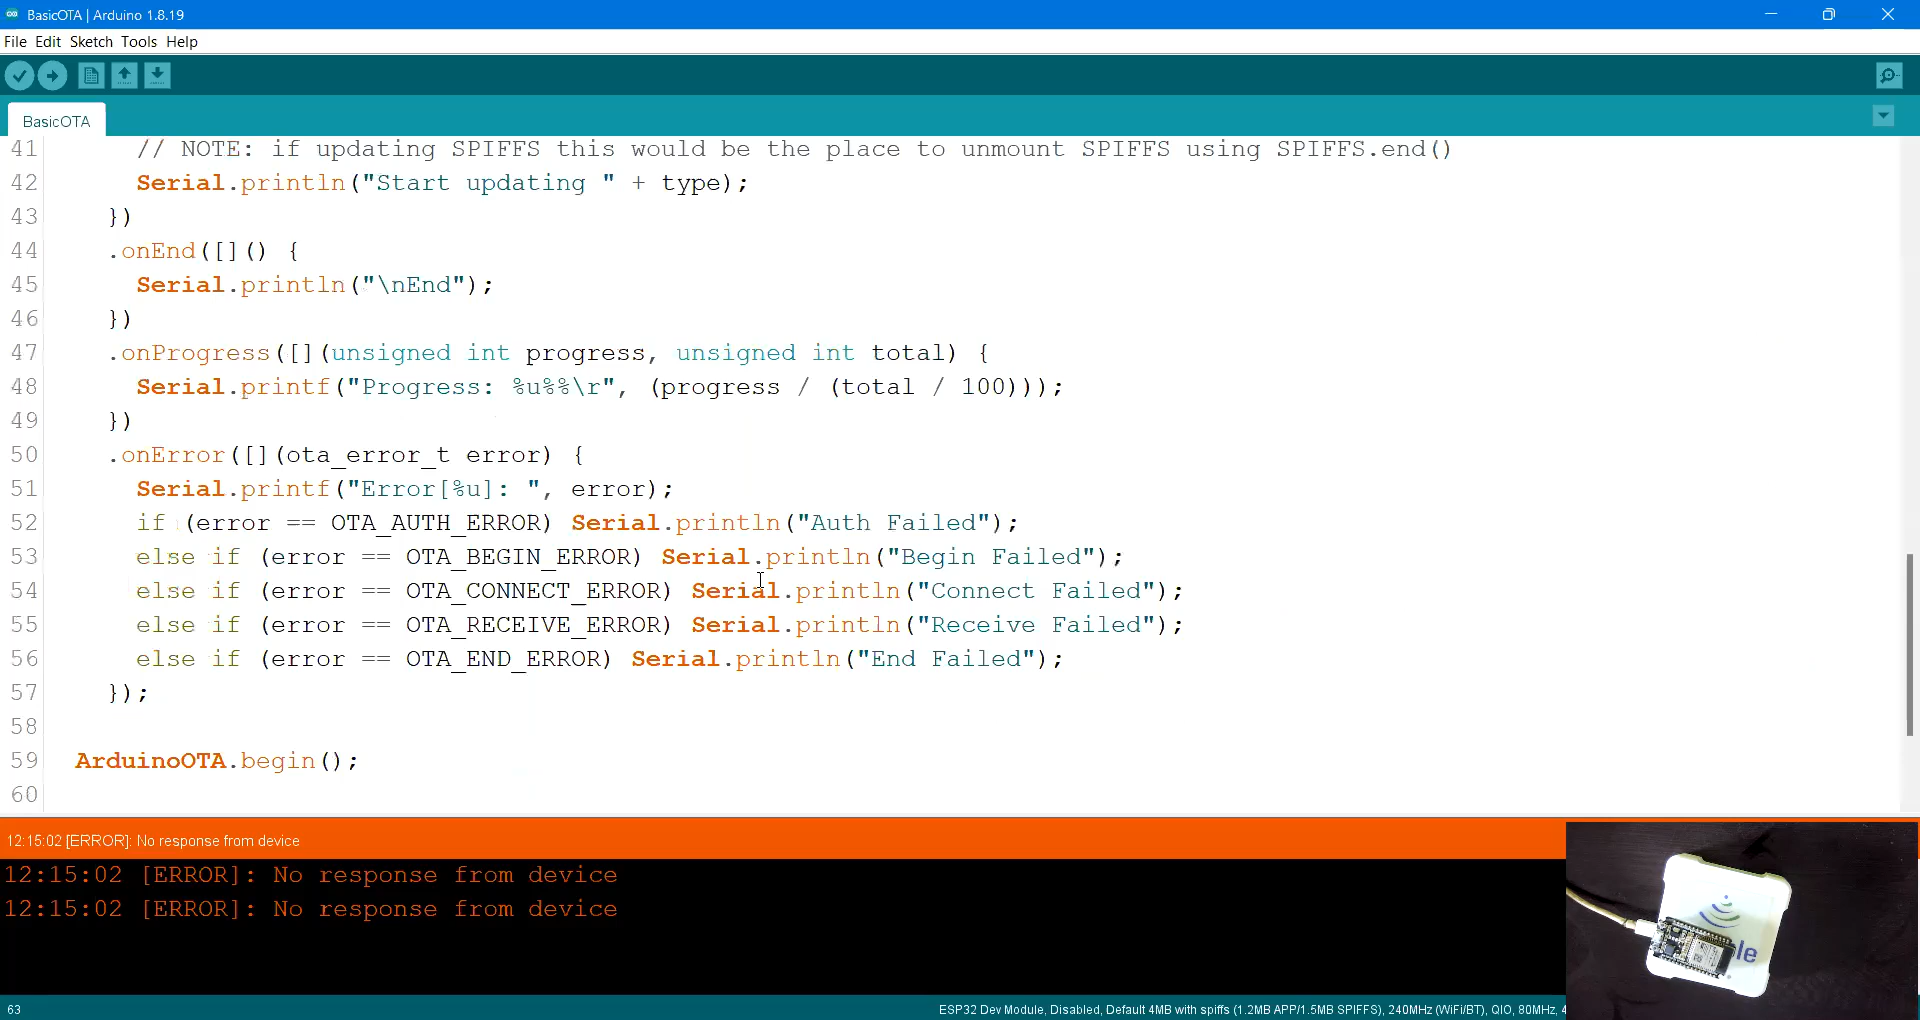 BasicOTA | Arduino 1.8.19
File Edit Sketch Tools Help
BasicOTA
41 // NOTE: if updating SPIFFS this would be the place to unmount SPIFFS using SPIFFS.end()
42 Serial.println("Start updating " + type);
43 })
44 .onEnd([]() {
45 Serial.println("\nEnd");
46 })
47 .onProgress([](unsigned int progress, unsigned int total) {
48 Serial.printf("Progress: %u%%\r", (progress / (total / 100)));
49 })
50 .onError([](ota_error_t error) {
51 Serial.printf("Error[%u]: ", error);
52 if (error == OTA_AUTH_ERROR) Serial.println("Auth Failed");
53 else if (error == OTA_BEGIN_ERROR) Serial.println("Begin Failed");
54 else if (error == OTA_CONNECT_ERROR) Serial.println("Connect Failed");
55 else if (error == OTA_RECEIVE_ERROR) Serial.println("Receive Failed");
56 else if (error == OTA_END_ERROR) Serial.println("End Failed");
57 });
58
59 ArduinoOTA.begin();
60
12:15:02 [ERROR]: No response from device
12:15:02 [ERROR]: No response from device
12:15:02 [ERROR]: No response from device
63 ESP32 Dev Module, Disabled, Default 4MB with spiffs (1.2MB APP/1.5MB SPIFFS), 240MHz (WiFi/BT), QIO, 80MHz, 4
le